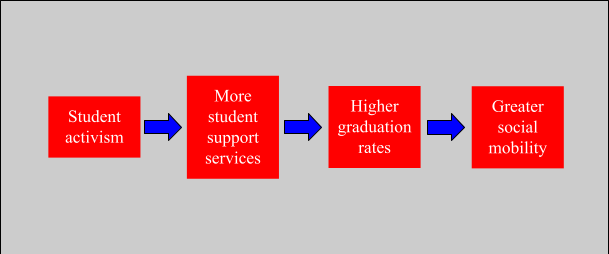 Student
activism
More
student
support
services
Higher
graduation
rates
Greater
social
mobility